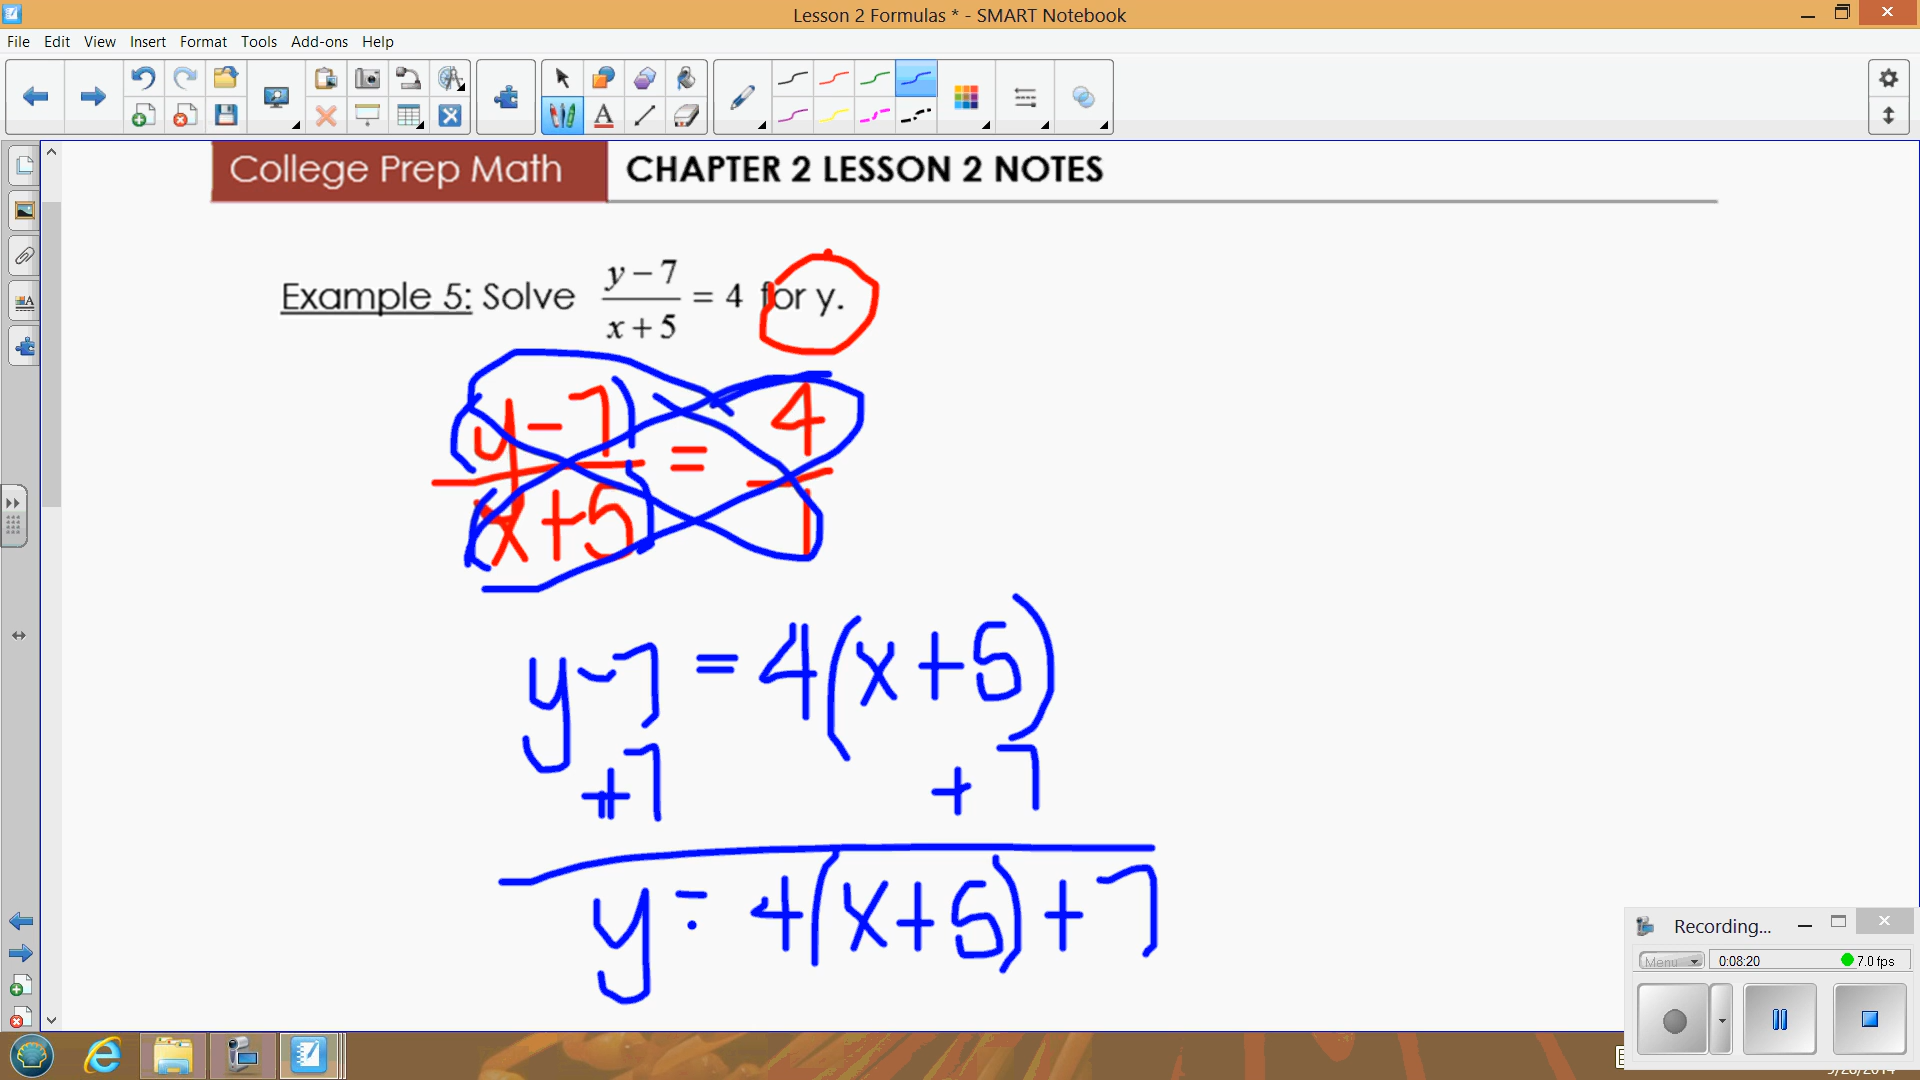 Lesson 2 Formulas * - SMART Notebook
File Edit View Insert Format Tools Add-ons Help
College Prep Math CHAPTER 2 LESSON 2 NOTES
Example 5: Solve (y − 7)/(x + 5) = 4 for y.
(y − 7)/(x + 5) = 4/1
y − 7 = 4(x + 5)
+7 + 7
y = 4(x + 5) + 7
Recording...
Menu 0:08:20 7.0 fps